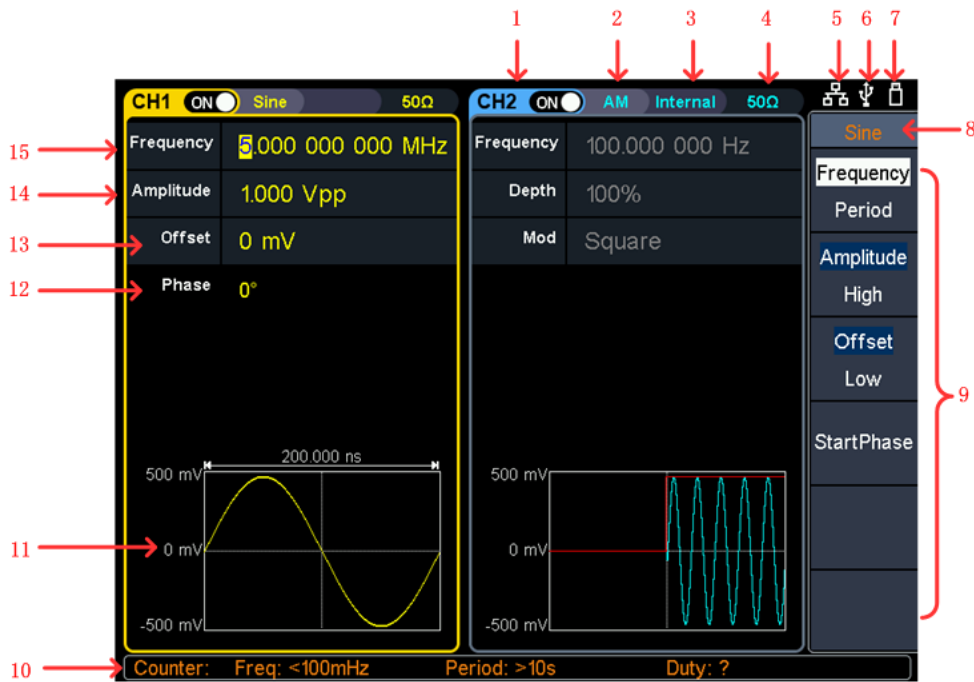 1 2 3 4 5 6 7
CH1 ON Sine 50Ω
CH2 ON AM Internal 50Ω
Sine 8
15 Frequency 5.000 000 000 MHz
Frequency 100.000 000 Hz
Frequency
Period
14 Amplitude 1.000 Vpp
Depth 100%
13 Offset 0 mV
Mod Square
Amplitude
High
12 Phase 0°
Offset
Low
9
StartPhase
200.000 ns
500 mV
11 0 mV
-500 mV
500 mV
0 mV
-500 mV
10 Counter: Freq: <100mHz Period: >10s Duty: ?